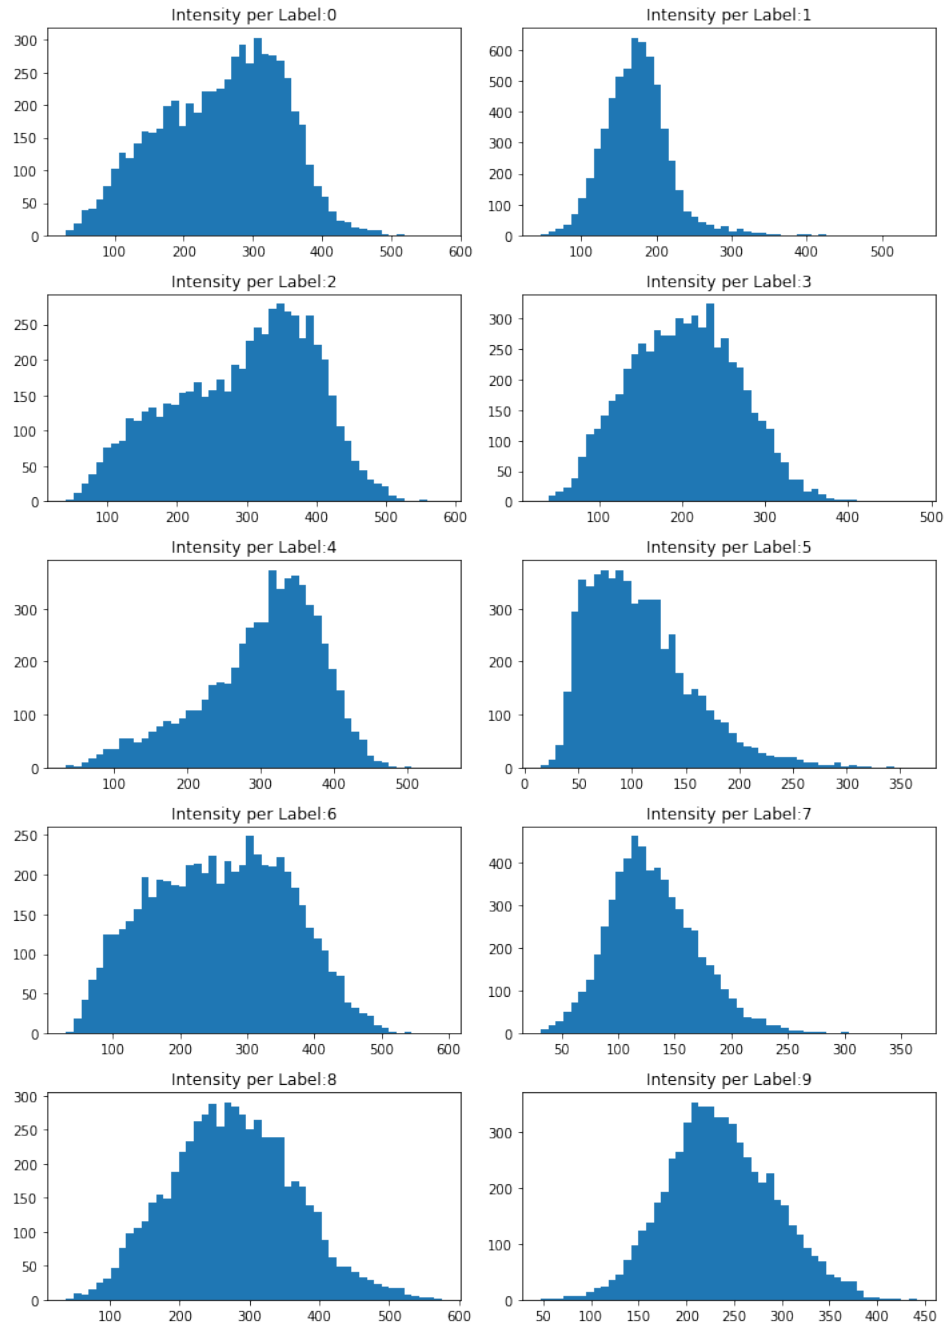 Intensity per Label:0
300
250
200
150
100
50
0
100 200 300 400 500 600
Intensity per Label:1
600
500
400
300
200
100
0
100 200 300 400 500
Intensity per Label:2
250
200
150
100
50
0
100 200 300 400 500 600
Intensity per Label:3
300
250
200
150
100
50
0
100 200 300 400 500
Intensity per Label:4
300
200
100
0
100 200 300 400 500
Intensity per Label:5
300
200
100
0
0 50 100 150 200 250 300 350
Intensity per Label:6
250
200
150
100
50
0
100 200 300 400 500 600
Intensity per Label:7
400
300
200
100
0
50 100 150 200 250 300 350
Intensity per Label:8
300
250
200
150
100
50
0
100 200 300 400 500 600
Intensity per Label:9
300
200
100
0
50 100 150 200 250 300 350 400 450